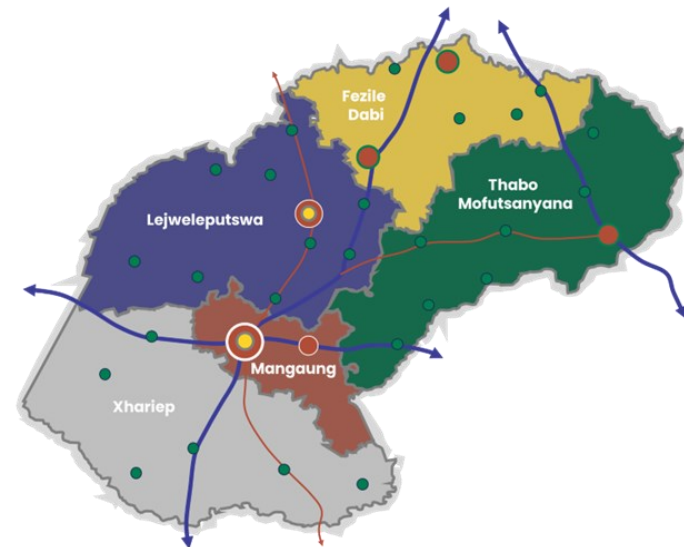 Fezile
Dabi
Thabo
Mofutsanyana
Lejweleputswa
Mangaung
Xhariep